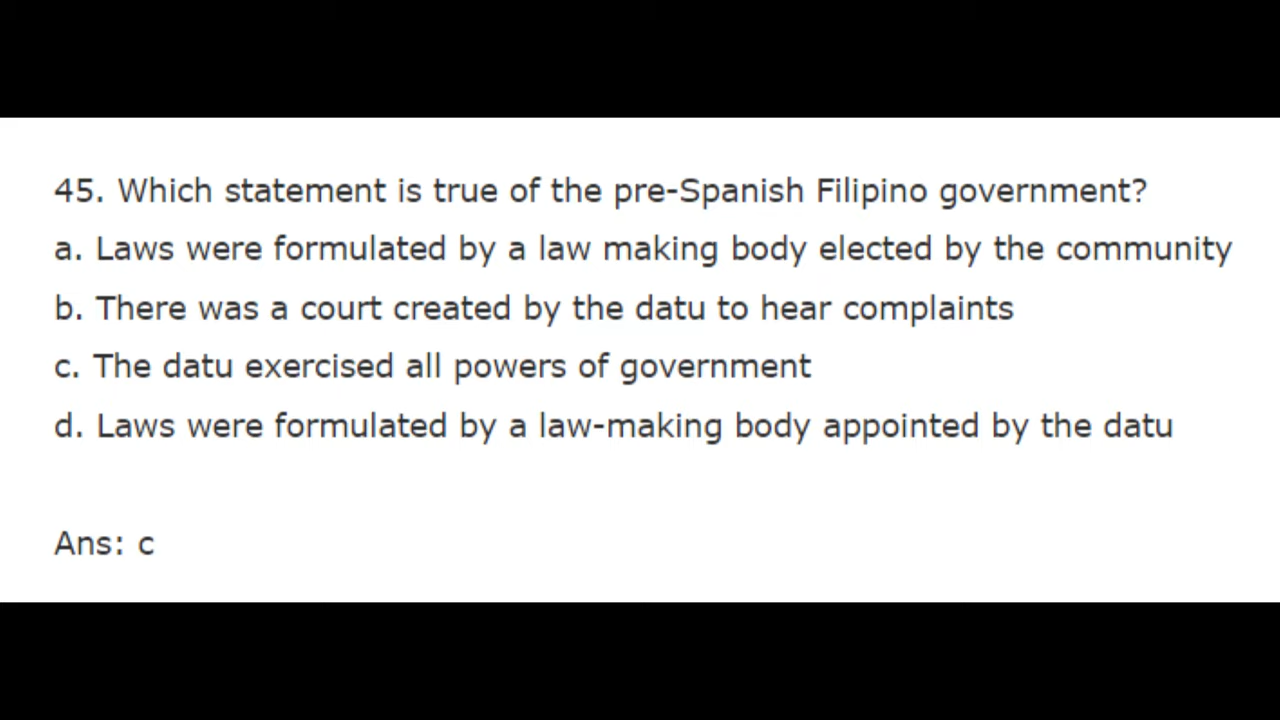 45. Which statement is true of the pre-Spanish Filipino government?
a. Laws were formulated by a law making body elected by the community
b. There was a court created by the datu to hear complaints
c. The datu exercised all powers of government
d. Laws were formulated by a law-making body appointed by the datu
Ans: c